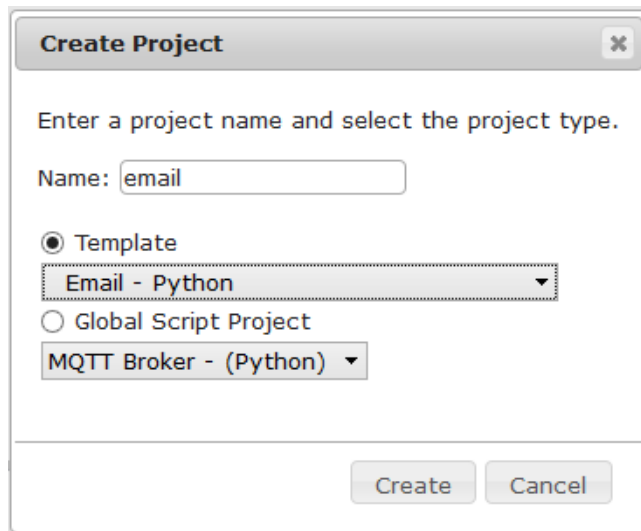 Create Project
Enter a project name and select the project type.
Name: email
Template
Email - Python
Global Script Project
MQTT Broker - (Python)
Create Cancel